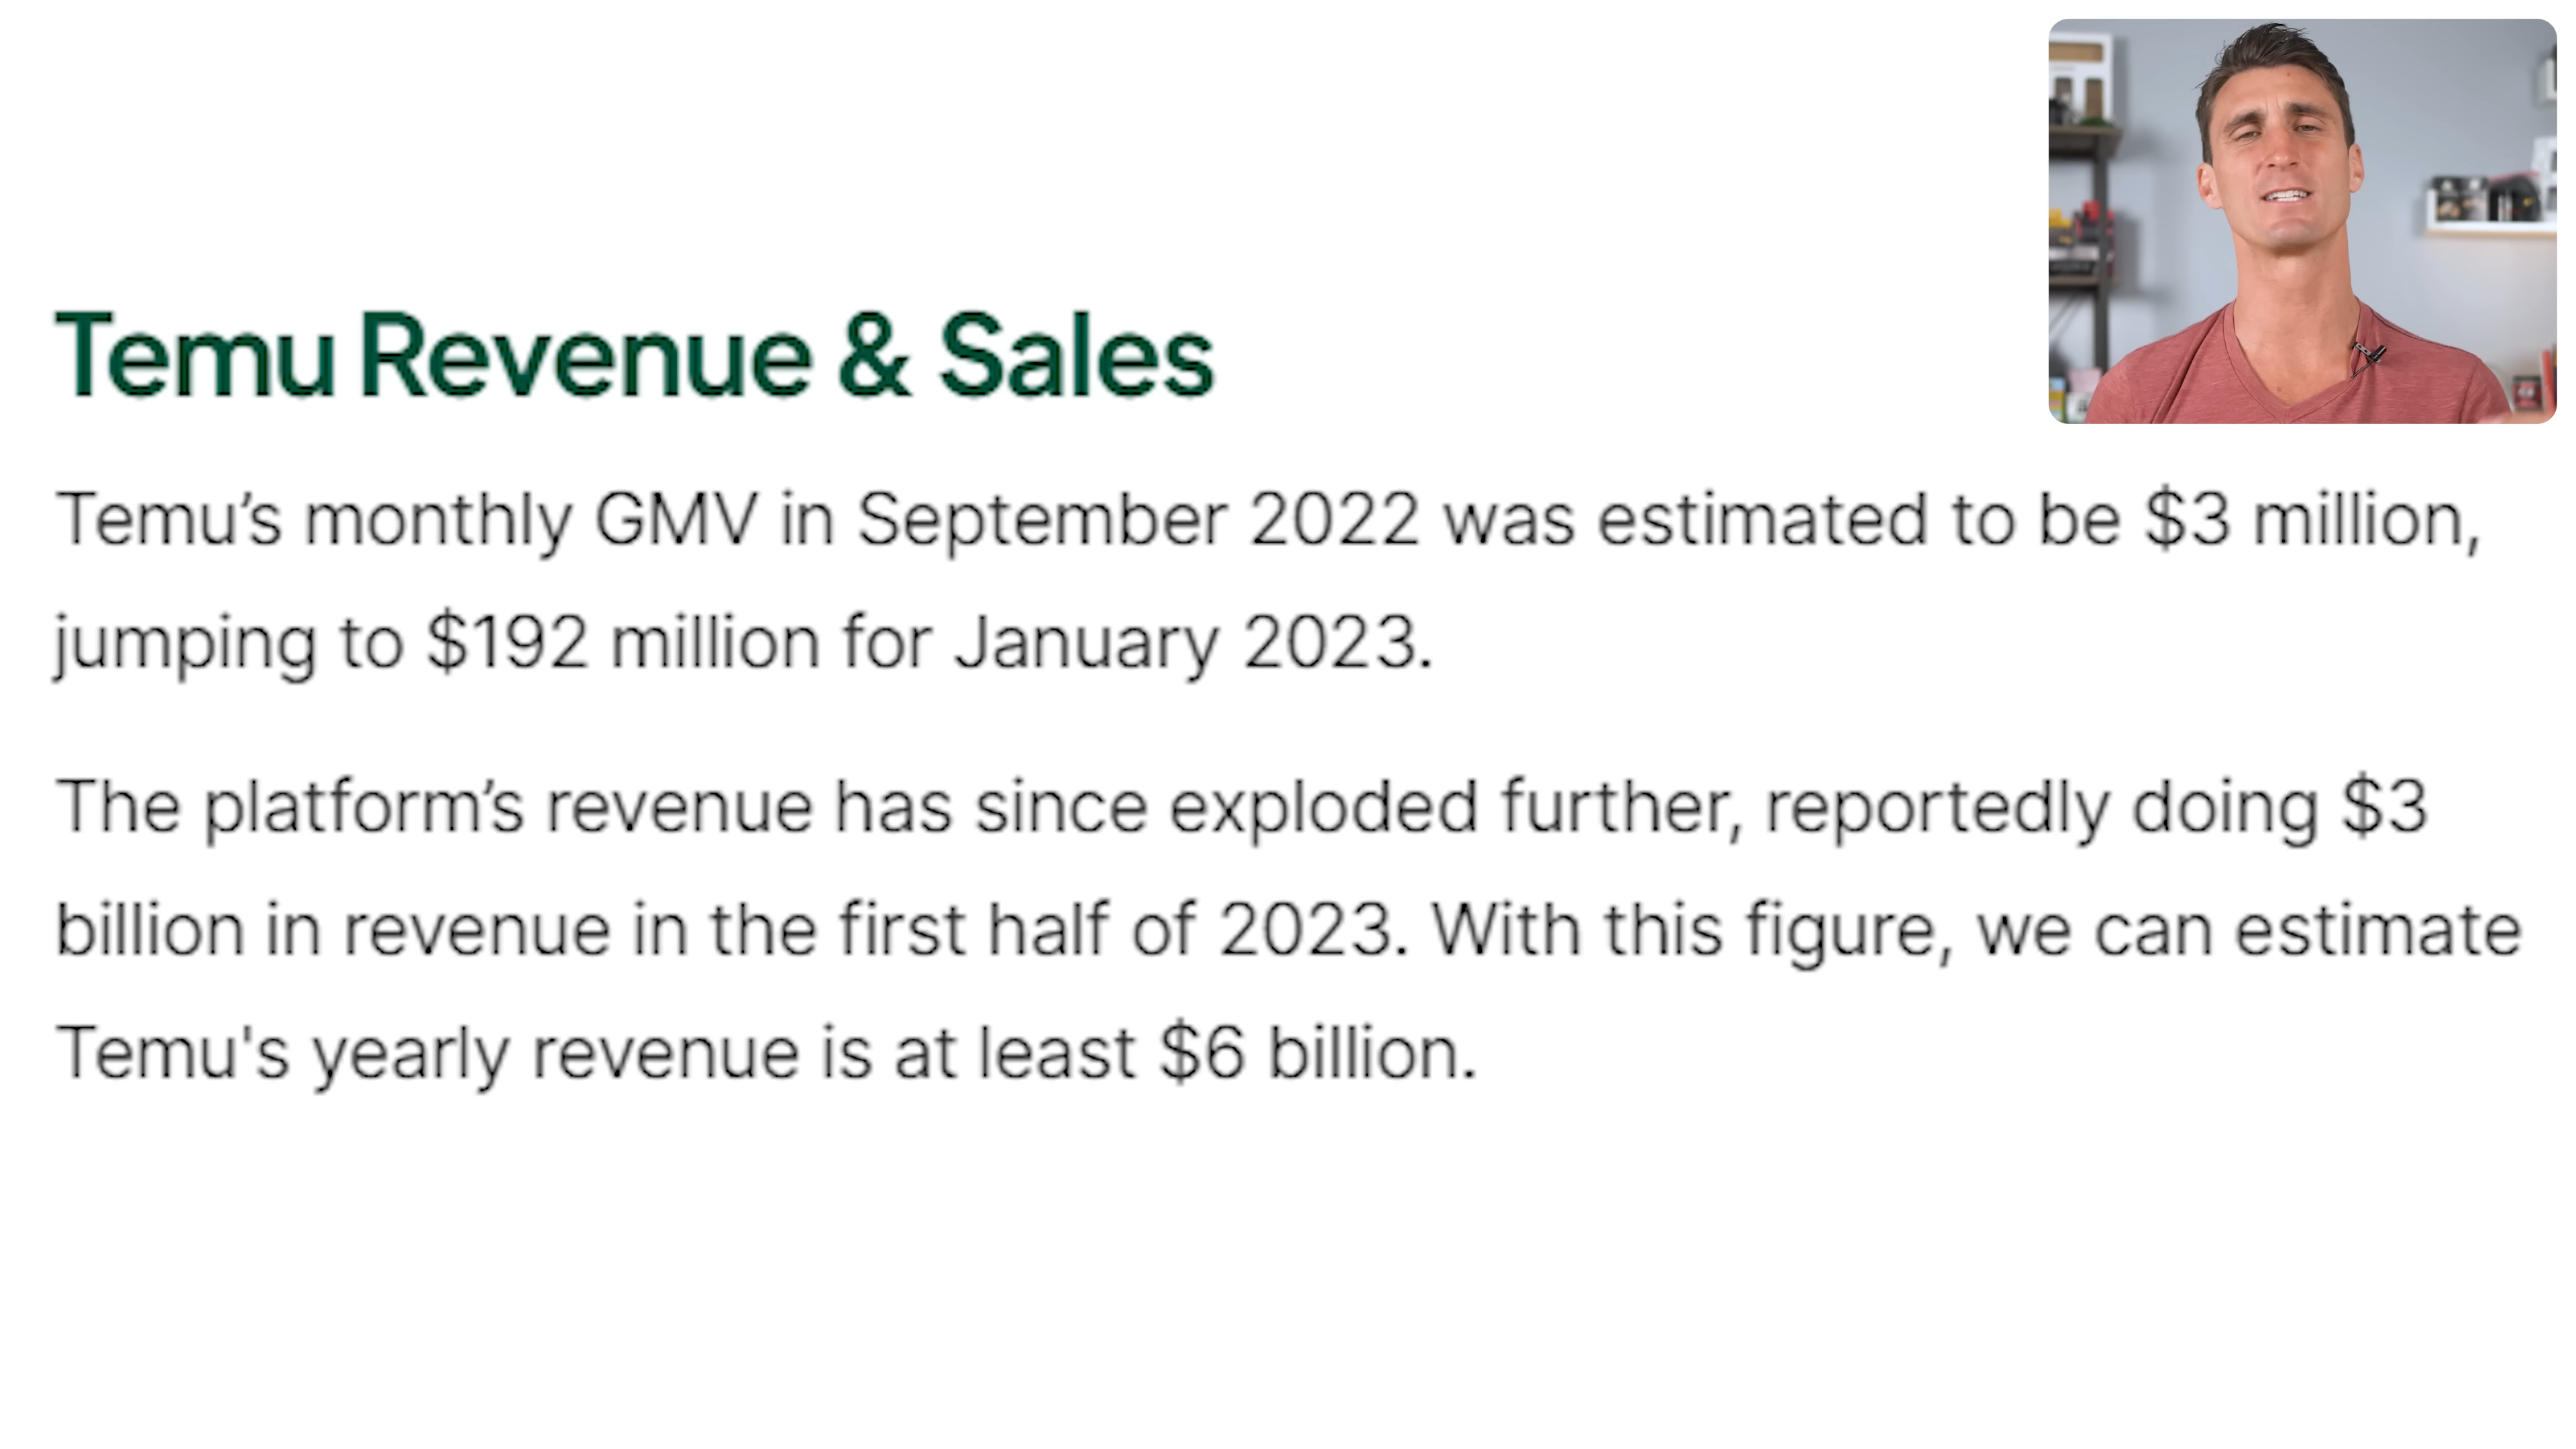 Temu Revenue & Sales
Temu’s monthly GMV in September 2022 was estimated to be $3 million,
jumping to $192 million for January 2023.
The platform’s revenue has since exploded further, reportedly doing $3
billion in revenue in the first half of 2023. With this figure, we can estimate
Temu's yearly revenue is at least $6 billion.